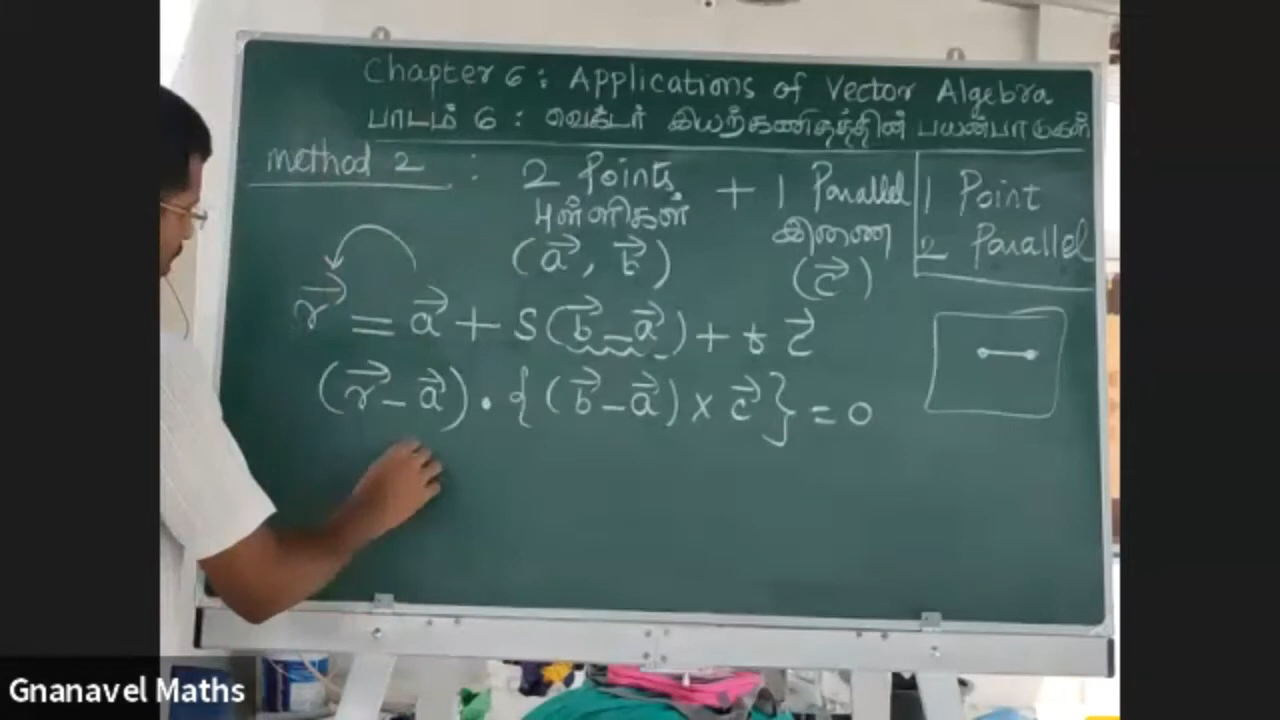 Chapter 6 : Applications of Vector Algebra
பாடம் 6 : வெக்டர் இயற்கணிதத்தின் பயன்பாடுகள்
method 2 : 2 Points + 1 Parallel
புள்ளிகள் இணை
(a⃗, b⃗) (c⃗)
1 Point
2 Parallel
r⃗ = a⃗ + s(b⃗ - a⃗) + t c⃗
(r⃗ - a⃗) · {(b⃗ - a⃗) × c⃗} = 0
Gnanavel Maths